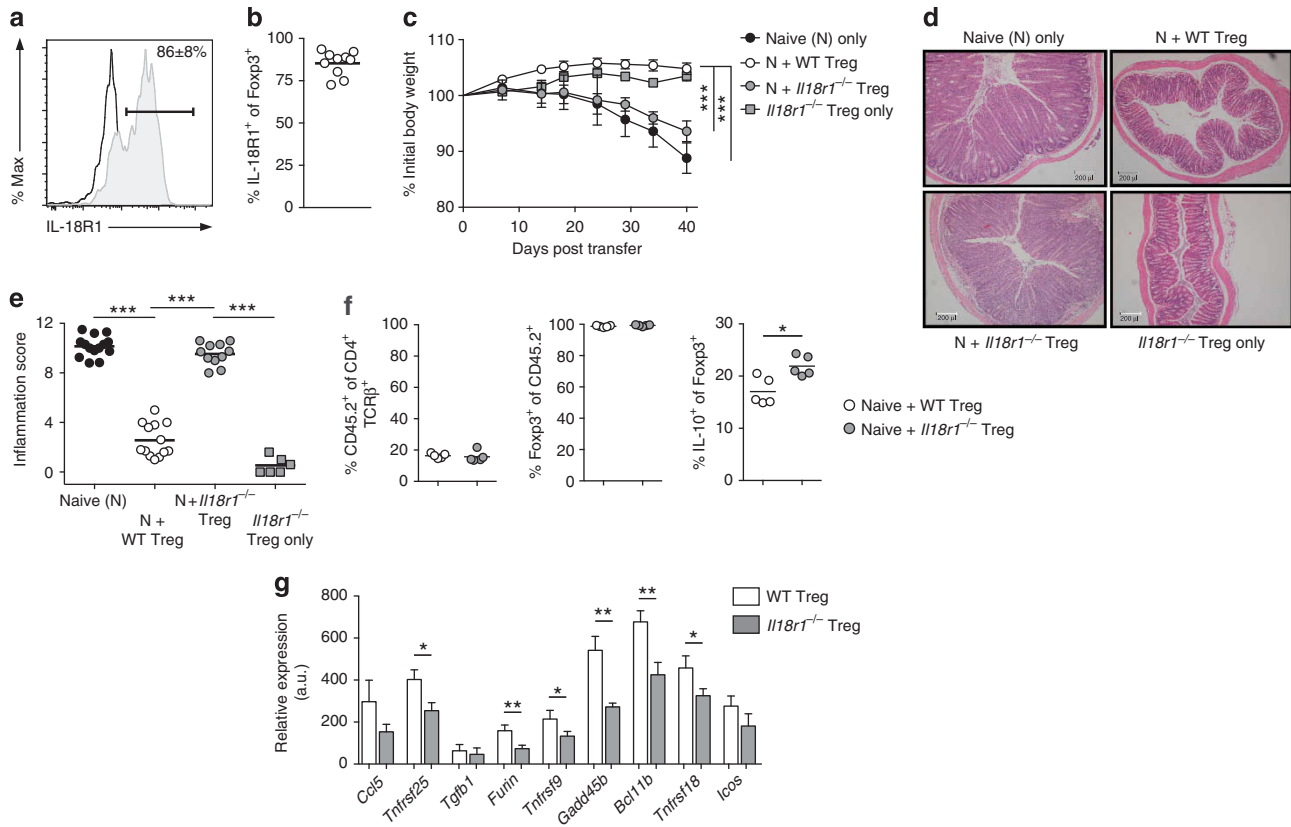 a
86±8%
% Max
IL-18R1
b
% IL-18R1⁺ of Foxp3⁺
100
75
50
25
0
c
% Initial body weight
110
100
90
80
0
10
20
30
40
Days post transfer
Naive (N) only
N + WT Treg
N + Il18r1⁻/⁻ Treg
Il18r1⁻/⁻ Treg only
***
***
d
Naive (N) only
N + WT Treg
200 µl
200 µl
200 µl
200 µl
N + Il18r1⁻/⁻ Treg
Il18r1⁻/⁻ Treg only
e
Inflammation score
12
8
4
0
***
***
***
Naive (N)
N +
WT Treg
N + Il18r1⁻/⁻
Treg
Il18r1⁻/⁻
Treg only
f
% CD45.2⁺ of CD4⁺
TCRβ⁺
100
80
60
40
20
0
% Foxp3⁺ of CD45.2⁺
100
80
60
40
20
0
% IL-10⁺ of Foxp3⁺
30
20
10
0
*
Naive + WT Treg
Naive + Il18r1⁻/⁻ Treg
g
Relative expression
(a.u.)
800
600
400
200
0
*
**
*
**
**
*
WT Treg
Il18r1⁻/⁻ Treg
Ccl5
Tnfrsf25
Tgfb1
Furin
Tnfrsf9
Gadd45b
Bcl11b
Tnfrsf18
Icos